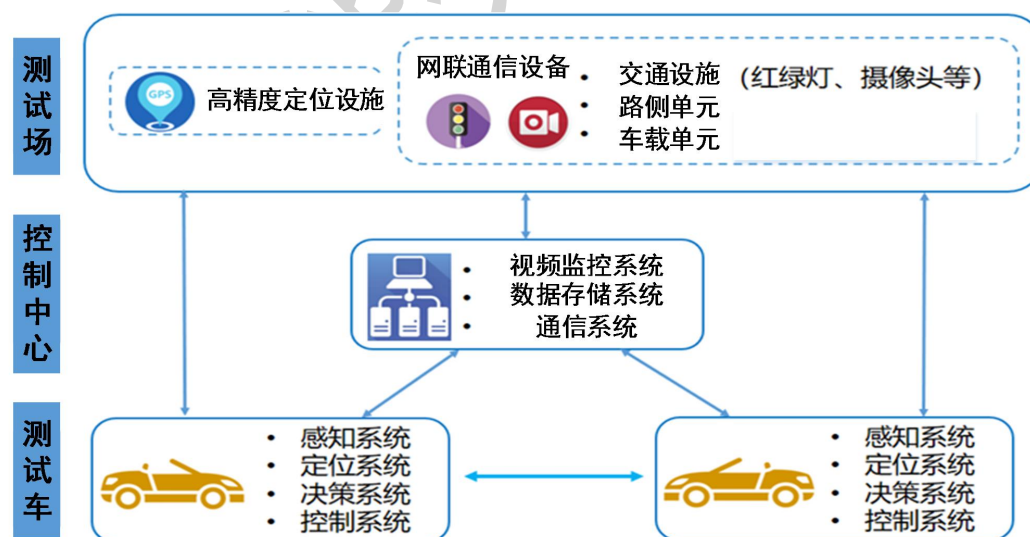 测试场
GPS
高精度定位设施
网联通信设备
• 交通设施（红绿灯、摄像头等）
• 路侧单元
• 车载单元
控制中心
• 视频监控系统
• 数据存储系统
• 通信系统
测试车
• 感知系统
• 定位系统
• 决策系统
• 控制系统
• 感知系统
• 定位系统
• 决策系统
• 控制系统